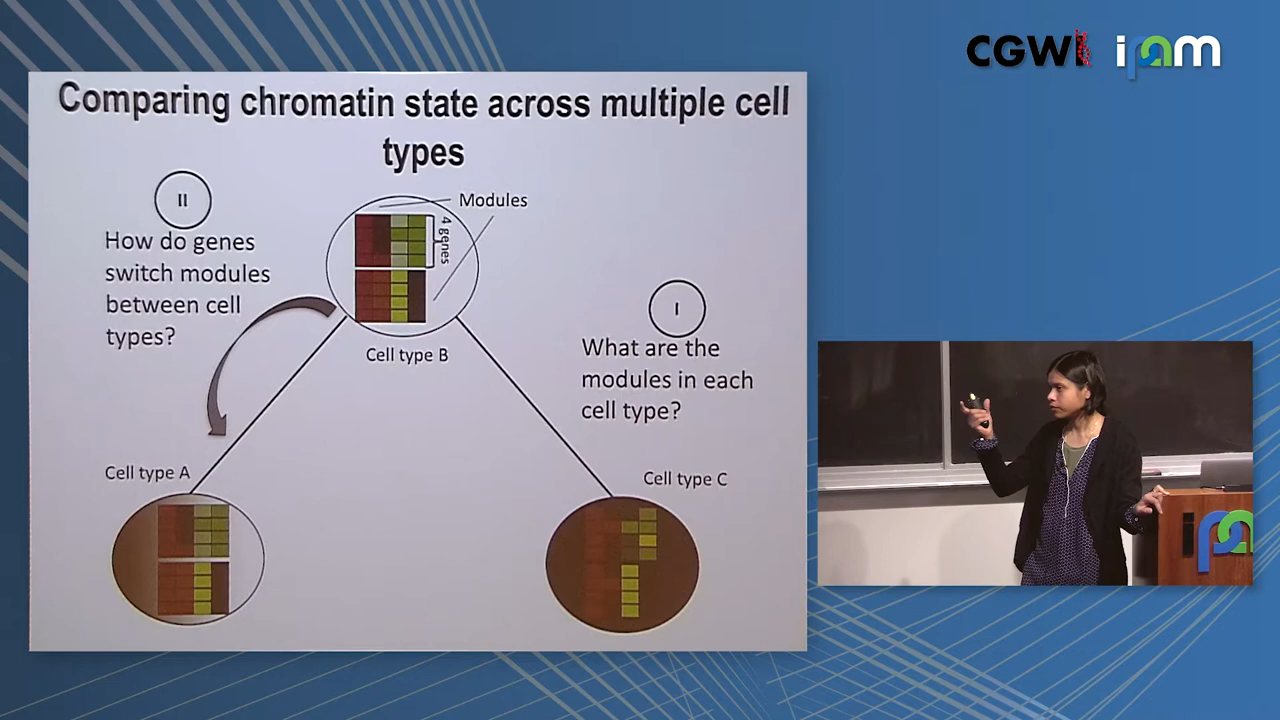 CGWI ipam
Comparing chromatin state across multiple cell
types
II
How do genes
switch modules
between cell
types?
Modules
4 genes
Cell type B
I
What are the
modules in each
cell type?
Cell type A
Cell type C
ip